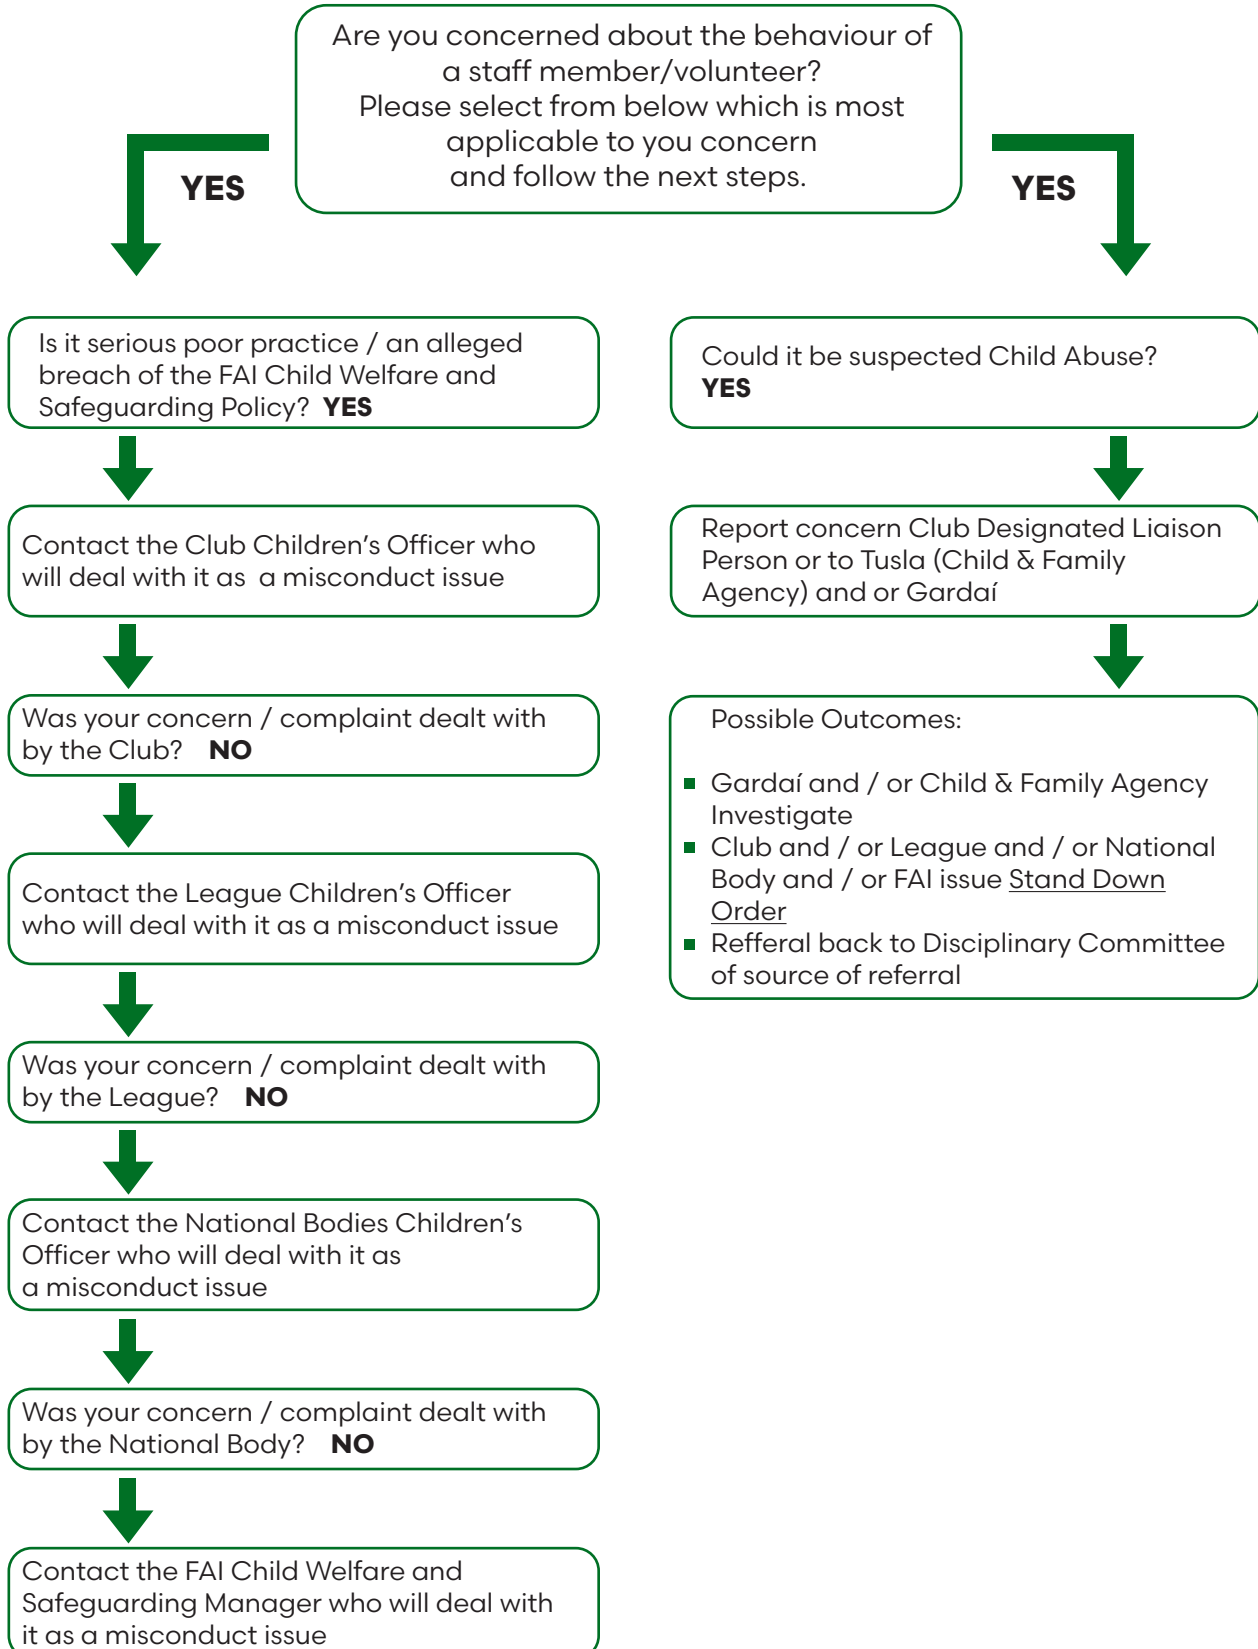 Are you concerned about the behaviour of
a staff member/volunteer?
Please select from below which is most
applicable to you concern
and follow the next steps.
YES
YES
Is it serious poor practice / an alleged
breach of the FAI Child Welfare and
Safeguarding Policy? YES
Contact the Club Children's Officer who
will deal with it as a misconduct issue
Was your concern / complaint dealt with
by the Club? NO
Contact the League Children's Officer
who will deal with it as a misconduct issue
Was your concern / complaint dealt with
by the League? NO
Contact the National Bodies Children's
Officer who will deal with it as
a misconduct issue
Was your concern / complaint dealt with
by the National Body? NO
Contact the FAI Child Welfare and
Safeguarding Manager who will deal with
it as a misconduct issue
Could it be suspected Child Abuse?
YES
Report concern Club Designated Liaison
Person or to Tusla (Child & Family
Agency) and or Gardaí
Possible Outcomes:
Gardaí and / or Child & Family Agency
Investigate
Club and / or League and / or National
Body and / or FAI issue Stand Down
Order
Refferal back to Disciplinary Committee
of source of referral